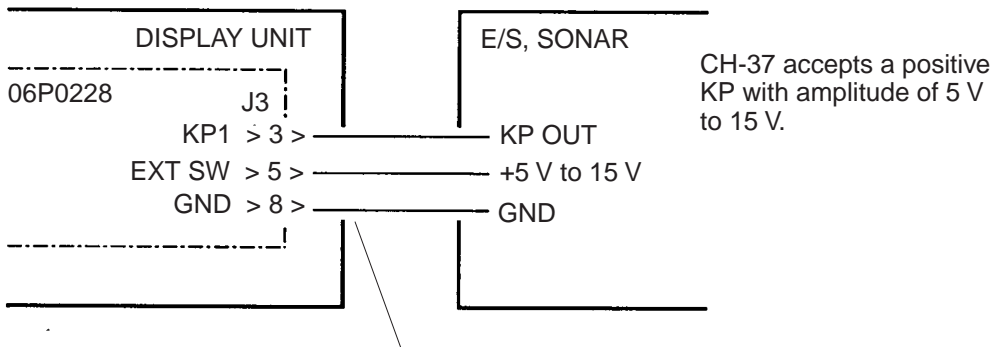 DISPLAY UNIT
E/S, SONAR
CH-37 accepts a positive
KP with amplitude of 5 V
to 15 V.
06P0228
J3
KP1 > 3 > KP OUT
EXT SW > 5 > +5 V to 15 V
GND > 8 > GND